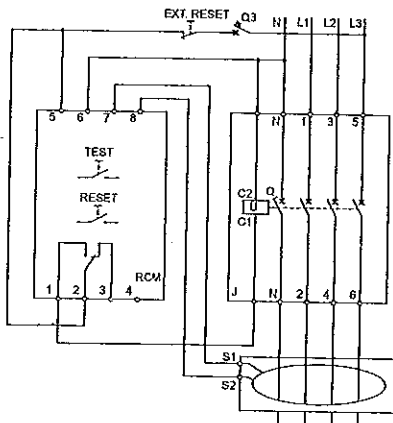 EXT. RESET Q3 N L1 L2 L3
5 6 7 8 N 1 3 5
TEST
RESET
C2 U Q
C1
RCM
1 2 3 4 J N 2 4 6
S1
S2